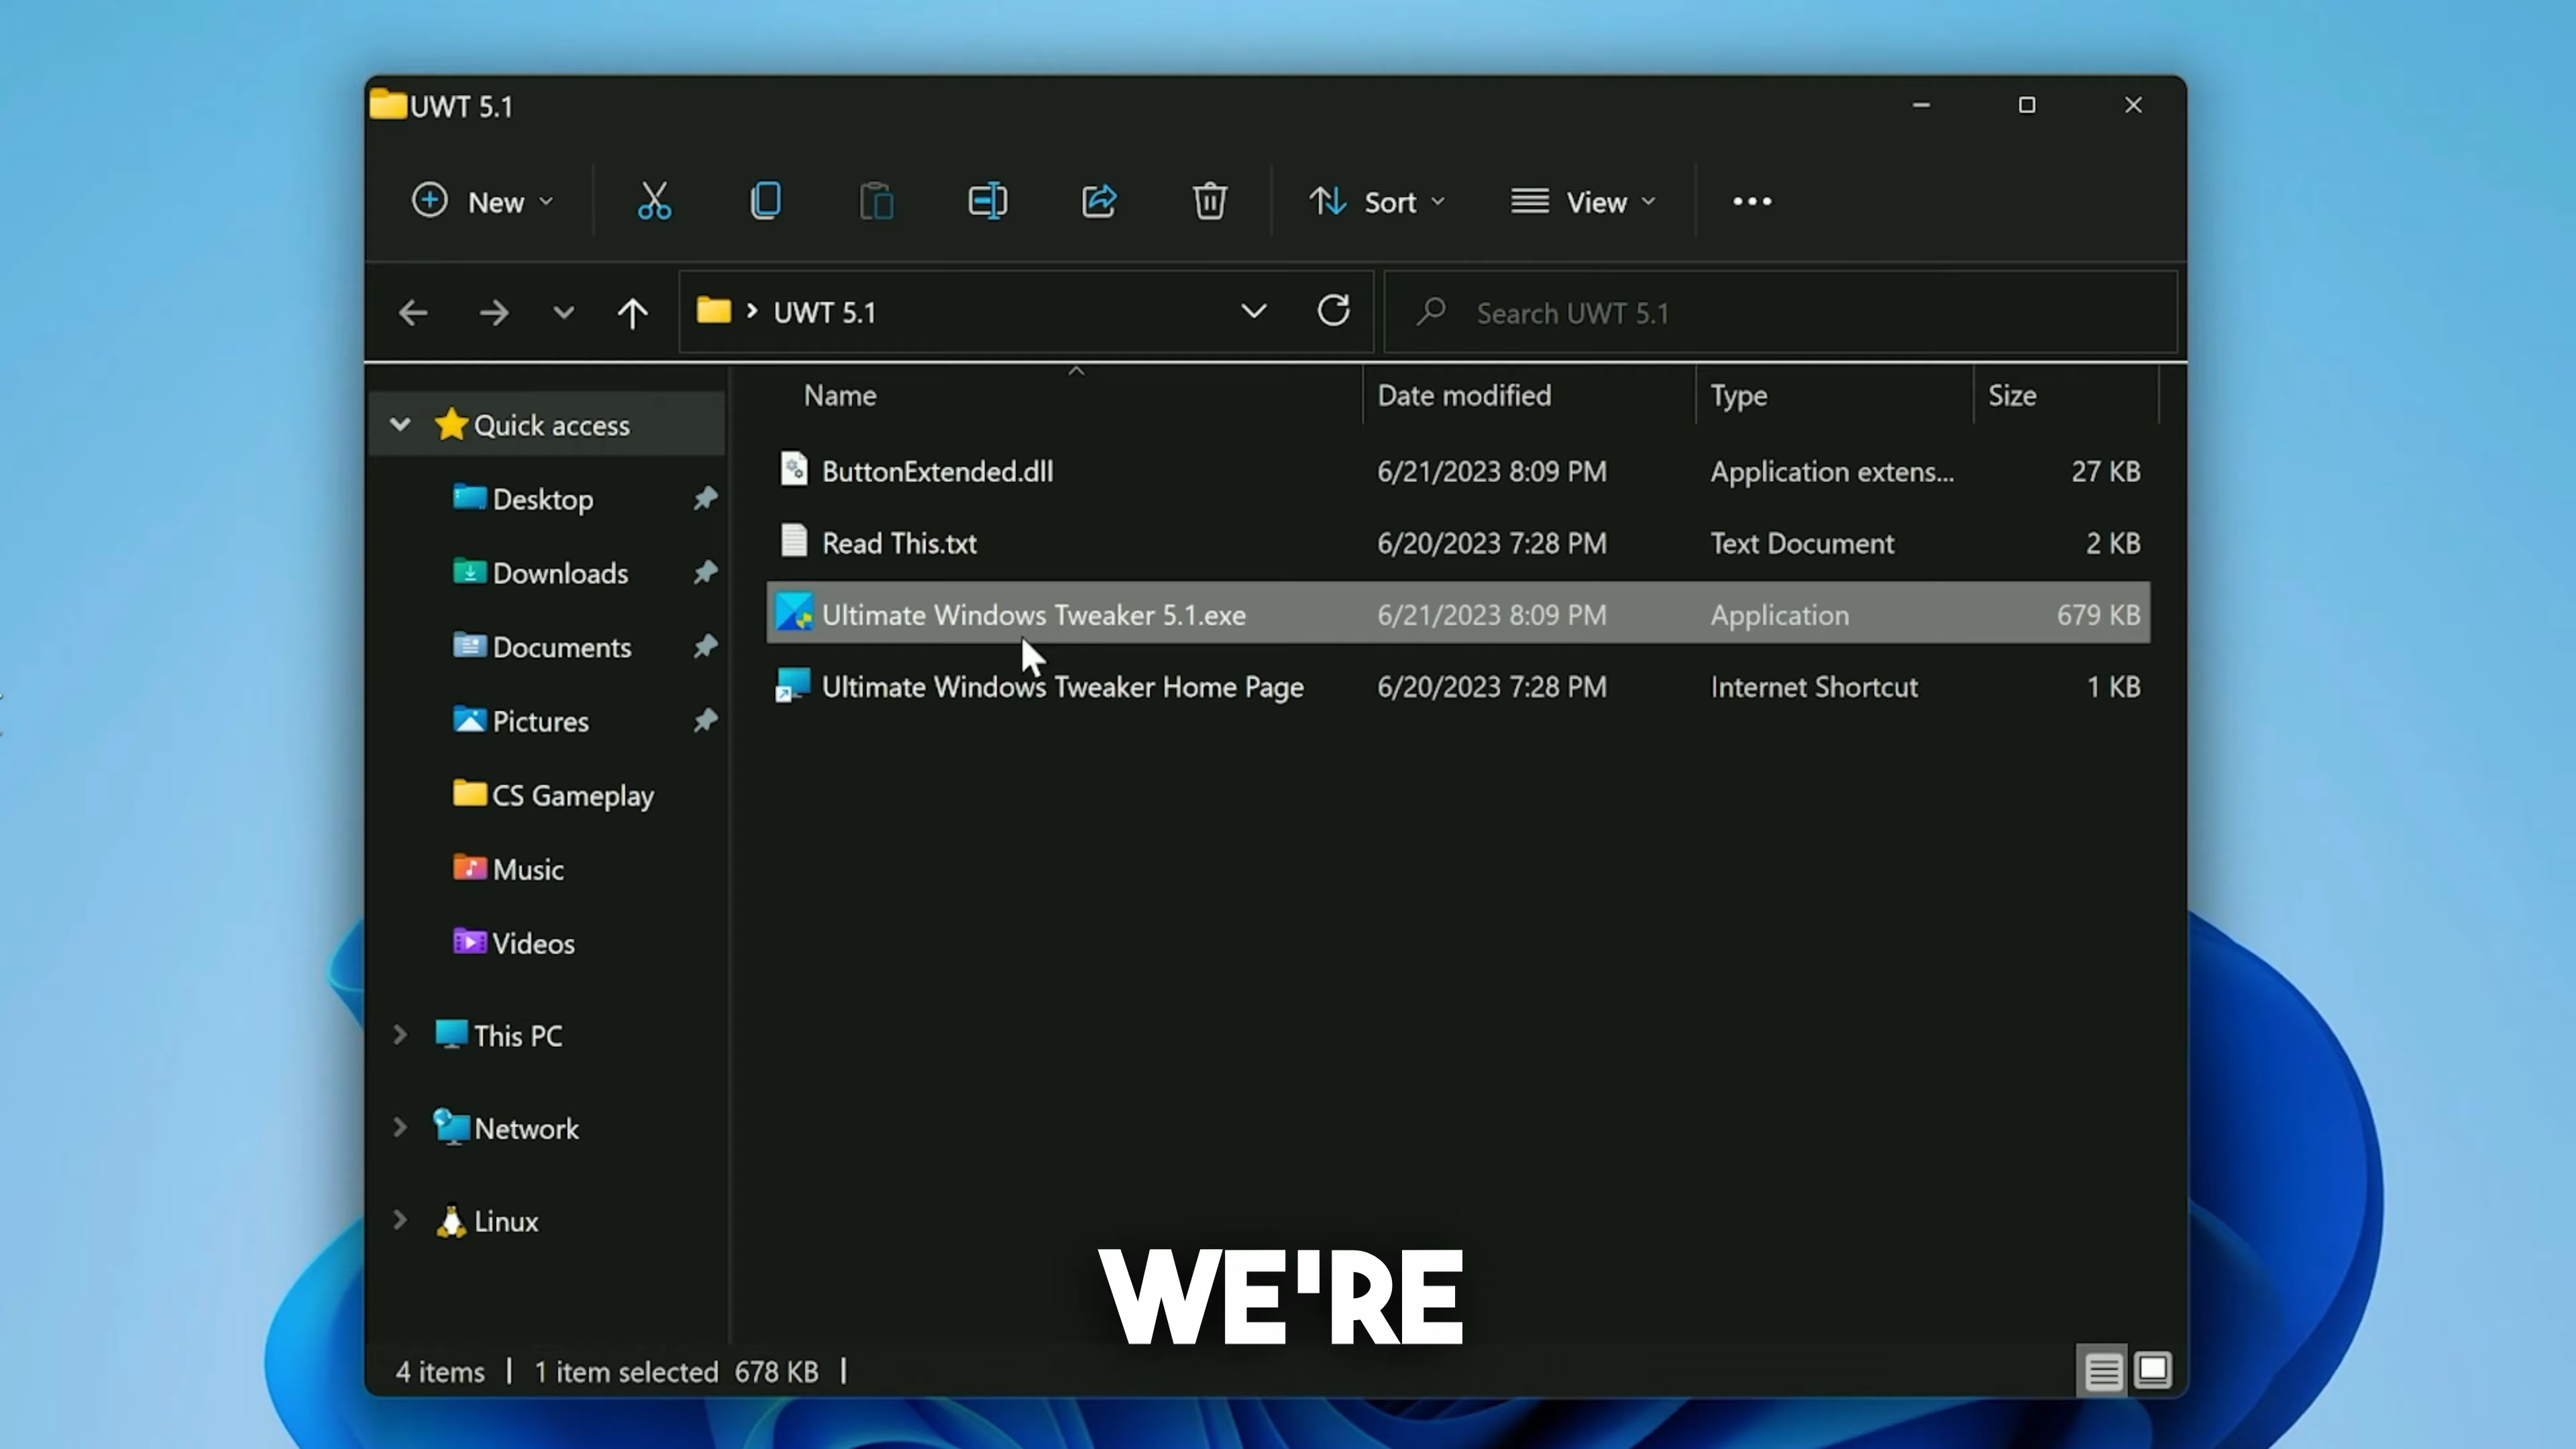 UWT 5.1
New
Sort
View
UWT 5.1
Search UWT 5.1
Name Date modified Type Size
Quick access
Desktop
Downloads
Documents
Pictures
CS Gameplay
Music
Videos
This PC
Network
Linux
ButtonExtended.dll 6/21/2023 8:09 PM Application extens... 27 KB
Read This.txt 6/20/2023 7:28 PM Text Document 2 KB
Ultimate Windows Tweaker 5.1.exe 6/21/2023 8:09 PM Application 679 KB
Ultimate Windows Tweaker Home Page 6/20/2023 7:28 PM Internet Shortcut 1 KB
WE'RE
4 items 1 item selected 678 KB